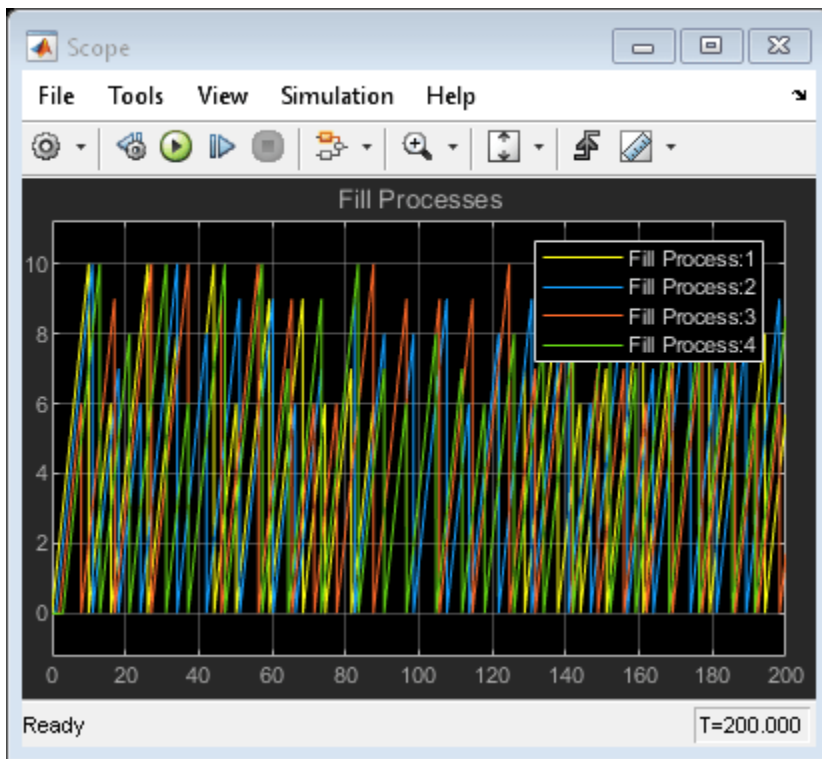 Scope
File Tools View Simulation Help
Fill Processes
10
8
6
4
2
0
Fill Process:1
Fill Process:2
Fill Process:3
Fill Process:4
0 20 40 60 80 100 120 140 160 180 200
Ready T=200.000